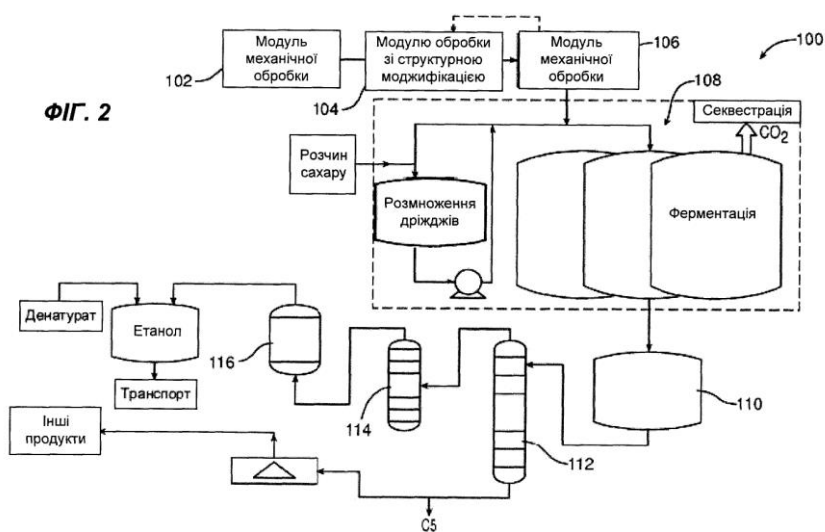 ФІГ. 2
Модуль
механічної
обробки
102
Модулю обробки
зі структурною
моджифікацією
104
Модуль
механічної
обробки
106
100
108
Секвестрація
CO2
Розчин
сахару
Розмноження
дріжджів
Ферментація
Денатурат
Етанол
Транспорт
116
114
112
110
Інші
продукти
C5